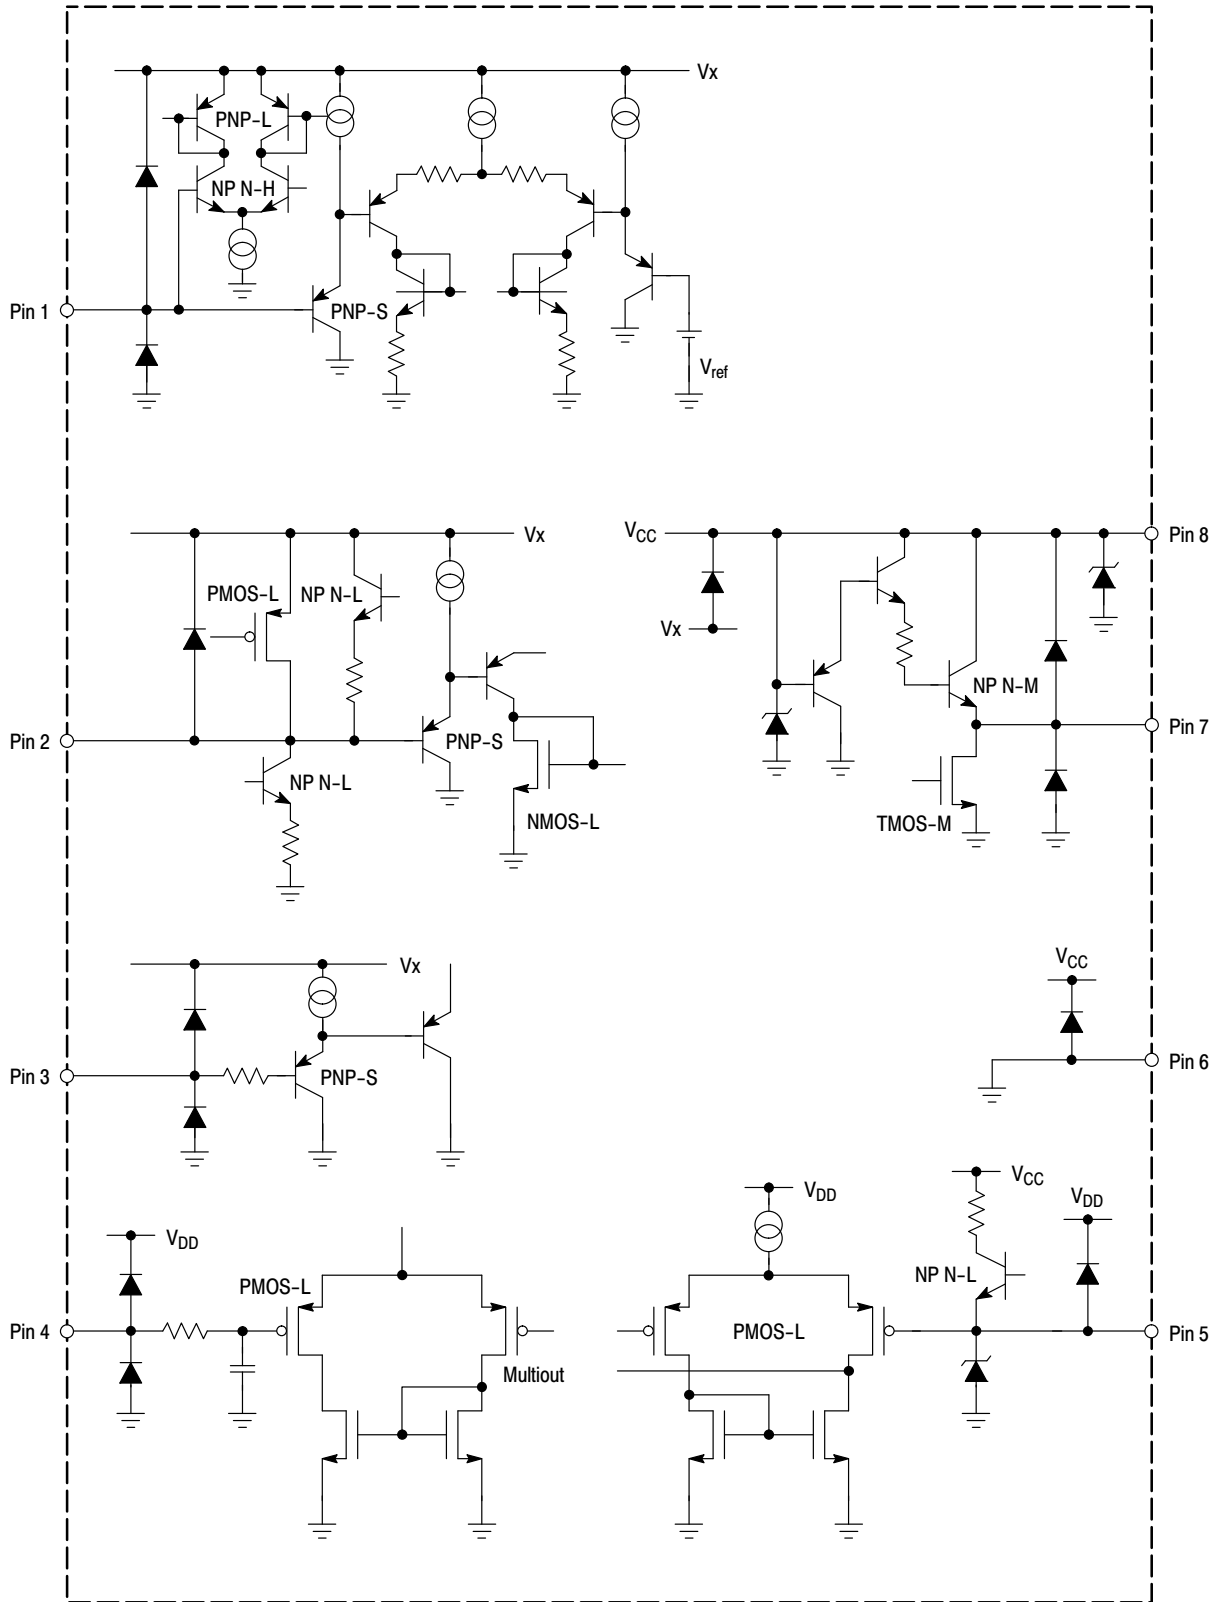 Vx
PNP-L
NP N-H
Pin 1
PNP-S
Vref
Vx
VCC
Pin 8
PMOS-L
NP N-L
Vx
NP N-M
Pin 2
PNP-S
Pin 7
NP N-L
NMOS-L
TMOS-M
Vx
VCC
Pin 3
PNP-S
Pin 6
VDD
VCC
VDD
VDD
NP N-L
PMOS-L
Pin 4
PMOS-L
Pin 5
Multiout